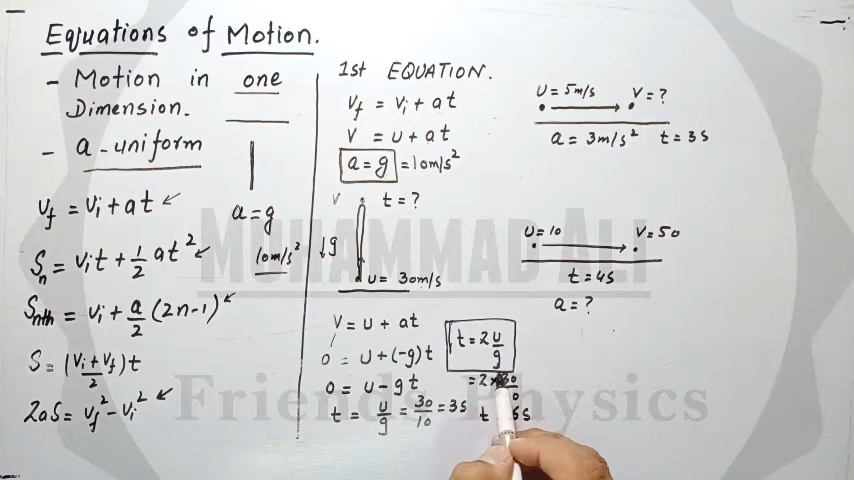 Equations of Motion.
- Motion in one
Dimension.
- a - uniform
a = g
10m/s²
Vf = Vi + at
Sn = Vit + 1/2 at²
Snth = Vi + a/2 (2n-1)
S = (Vi + Vf / 2) t
2aS = Vf² - Vi²
1st EQUATION.
Vf = Vi + at
V = U + at
a = g = 10m/s²
V t = ?
↓g
U = 30m/s
V = U + at
0 = U + (-g) t
0 = U - gt
t = U/g = 30/10 = 3s
t = 2 U/g
t
U = 5m/s V = ?
a = 3m/s² t = 3s
U = 10 V = 50
t = 4s
a = ?
MUHAMMAD ALI
Friends Physics